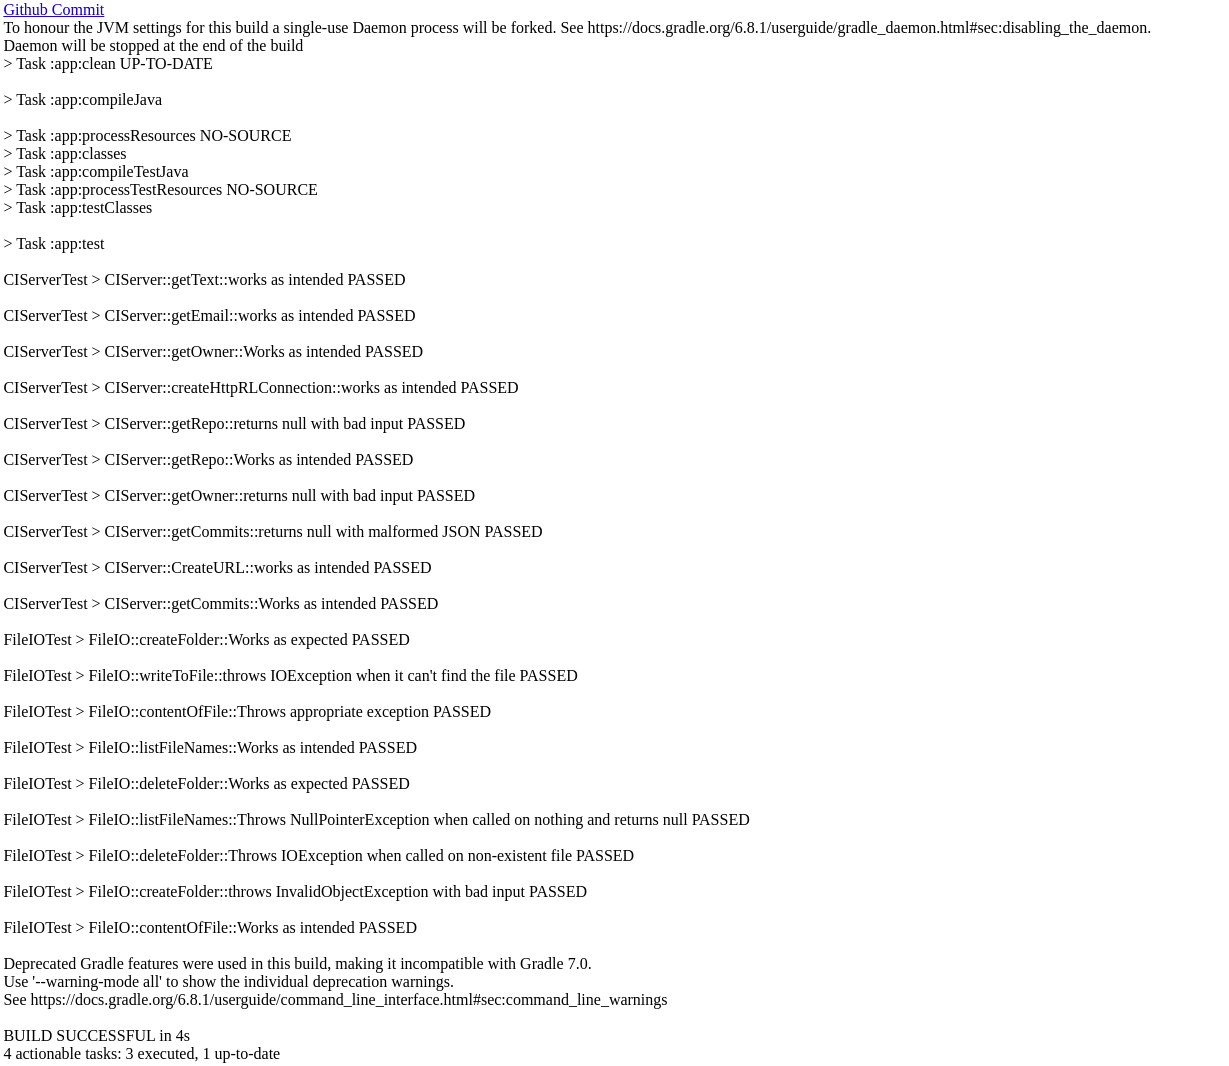 Github Commit
To honour the JVM settings for this build a single-use Daemon process will be forked. See https://docs.gradle.org/6.8.1/userguide/gradle_daemon.html#sec:disabling_the_daemon.
Daemon will be stopped at the end of the build
> Task :app:clean UP-TO-DATE
> Task :app:compileJava
> Task :app:processResources NO-SOURCE
> Task :app:classes
> Task :app:compileTestJava
> Task :app:processTestResources NO-SOURCE
> Task :app:testClasses
> Task :app:test
CIServerTest > CIServer::getText::works as intended PASSED
CIServerTest > CIServer::getEmail::works as intended PASSED
CIServerTest > CIServer::getOwner::Works as intended PASSED
CIServerTest > CIServer::createHttpRLConnection::works as intended PASSED
CIServerTest > CIServer::getRepo::returns null with bad input PASSED
CIServerTest > CIServer::getRepo::Works as intended PASSED
CIServerTest > CIServer::getOwner::returns null with bad input PASSED
CIServerTest > CIServer::getCommits::returns null with malformed JSON PASSED
CIServerTest > CIServer::CreateURL::works as intended PASSED
CIServerTest > CIServer::getCommits::Works as intended PASSED
FileIOTest > FileIO::createFolder::Works as expected PASSED
FileIOTest > FileIO::writeToFile::throws IOException when it can't find the file PASSED
FileIOTest > FileIO::contentOfFile::Throws appropriate exception PASSED
FileIOTest > FileIO::listFileNames::Works as intended PASSED
FileIOTest > FileIO::deleteFolder::Works as expected PASSED
FileIOTest > FileIO::listFileNames::Throws NullPointerException when called on nothing and returns null PASSED
FileIOTest > FileIO::deleteFolder::Throws IOException when called on non-existent file PASSED
FileIOTest > FileIO::createFolder::throws InvalidObjectException with bad input PASSED
FileIOTest > FileIO::contentOfFile::Works as intended PASSED
Deprecated Gradle features were used in this build, making it incompatible with Gradle 7.0.
Use '--warning-mode all' to show the individual deprecation warnings.
See https://docs.gradle.org/6.8.1/userguide/command_line_interface.html#sec:command_line_warnings
BUILD SUCCESSFUL in 4s
4 actionable tasks: 3 executed, 1 up-to-date